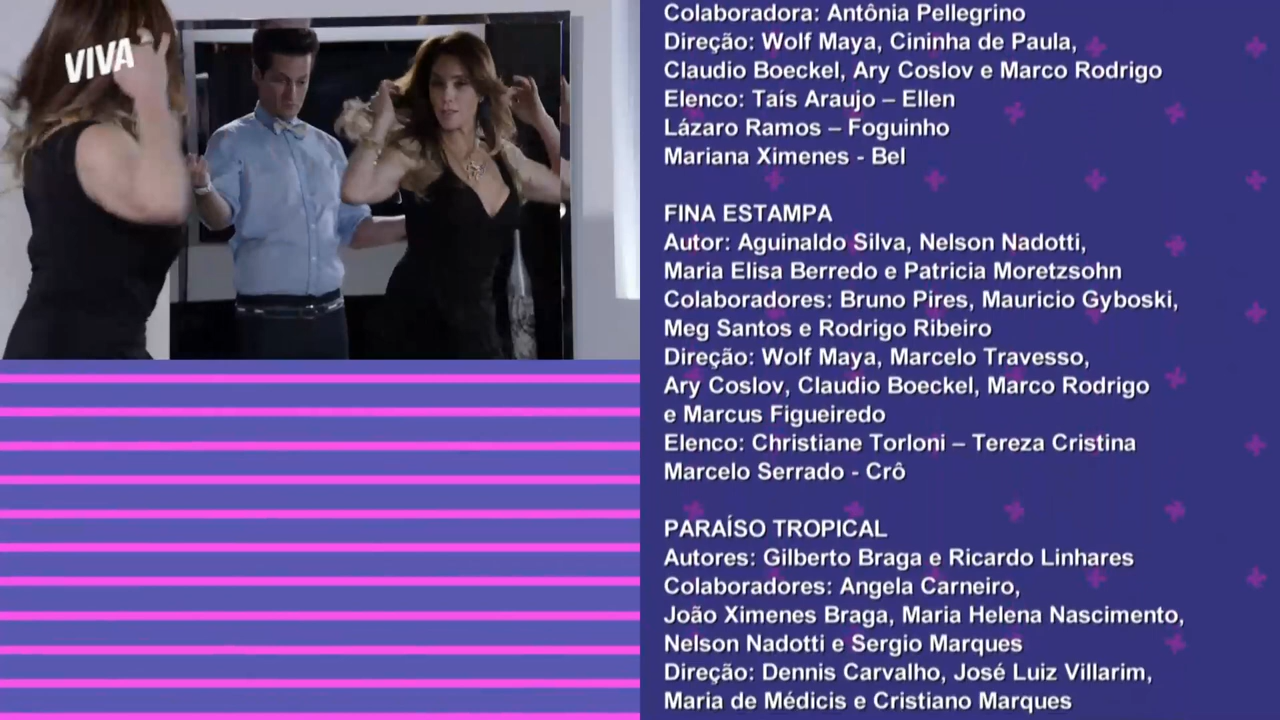 VIVA
Colaboradora: Antônia Pellegrino
Direção: Wolf Maya, Cininha de Paula,
Claudio Boeckel, Ary Coslov e Marco Rodrigo
Elenco: Taís Araujo – Ellen
Lázaro Ramos – Foguinho
Mariana Ximenes - Bel
FINA ESTAMPA
Autor: Aguinaldo Silva, Nelson Nadotti,
Maria Elisa Berredo e Patricia Moretzsohn
Colaboradores: Bruno Pires, Mauricio Gyboski,
Meg Santos e Rodrigo Ribeiro
Direção: Wolf Maya, Marcelo Travesso,
Ary Coslov, Claudio Boeckel, Marco Rodrigo
e Marcus Figueiredo
Elenco: Christiane Torloni – Tereza Cristina
Marcelo Serrado - Crô
PARAÍSO TROPICAL
Autores: Gilberto Braga e Ricardo Linhares
Colaboradores: Angela Carneiro,
João Ximenes Braga, Maria Helena Nascimento,
Nelson Nadotti e Sergio Marques
Direção: Dennis Carvalho, José Luiz Villarim,
Maria de Médicis e Cristiano Marques